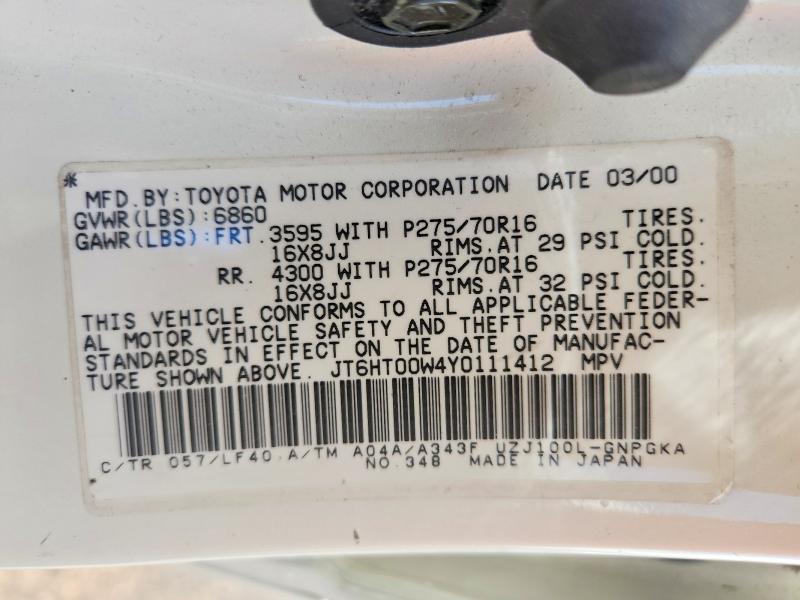 *
MFD.BY:TOYOTA MOTOR CORPORATION DATE 03/00
GVWR(LBS):6860
GAWR(LBS):FRT.3595 WITH P275/70R16 TIRES.
16X8JJ RIMS.AT 29 PSI COLD.
RR. 4300 WITH P275/70R16 TIRES.
16X8JJ RIMS.AT 32 PSI COLD.
THIS VEHICLE CONFORMS TO ALL APPLICABLE FEDER-
AL MOTOR VEHICLE SAFETY AND THEFT PREVENTION
STANDARDS IN EFFECT ON THE DATE OF MANUFAC-
TURE SHOWN ABOVE. JT6HT00W4Y0111412 MPV
C/TR 057/LF40 A/TM A04A/A343F UZJ100L-GNPGKA
NO.348 MADE IN JAPAN